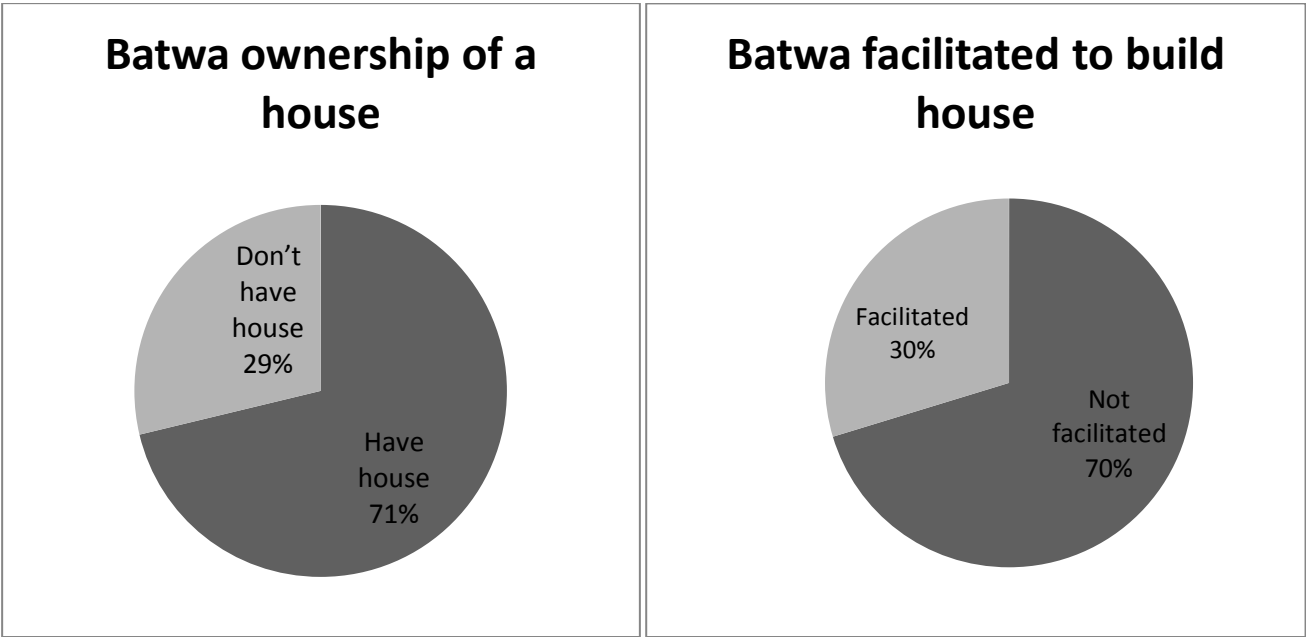 Batwa ownership of a
house
Don’t
have
house
29%
Have
house
71%
Batwa facilitated to build
house
Facilitated
30%
Not
facilitated
70%